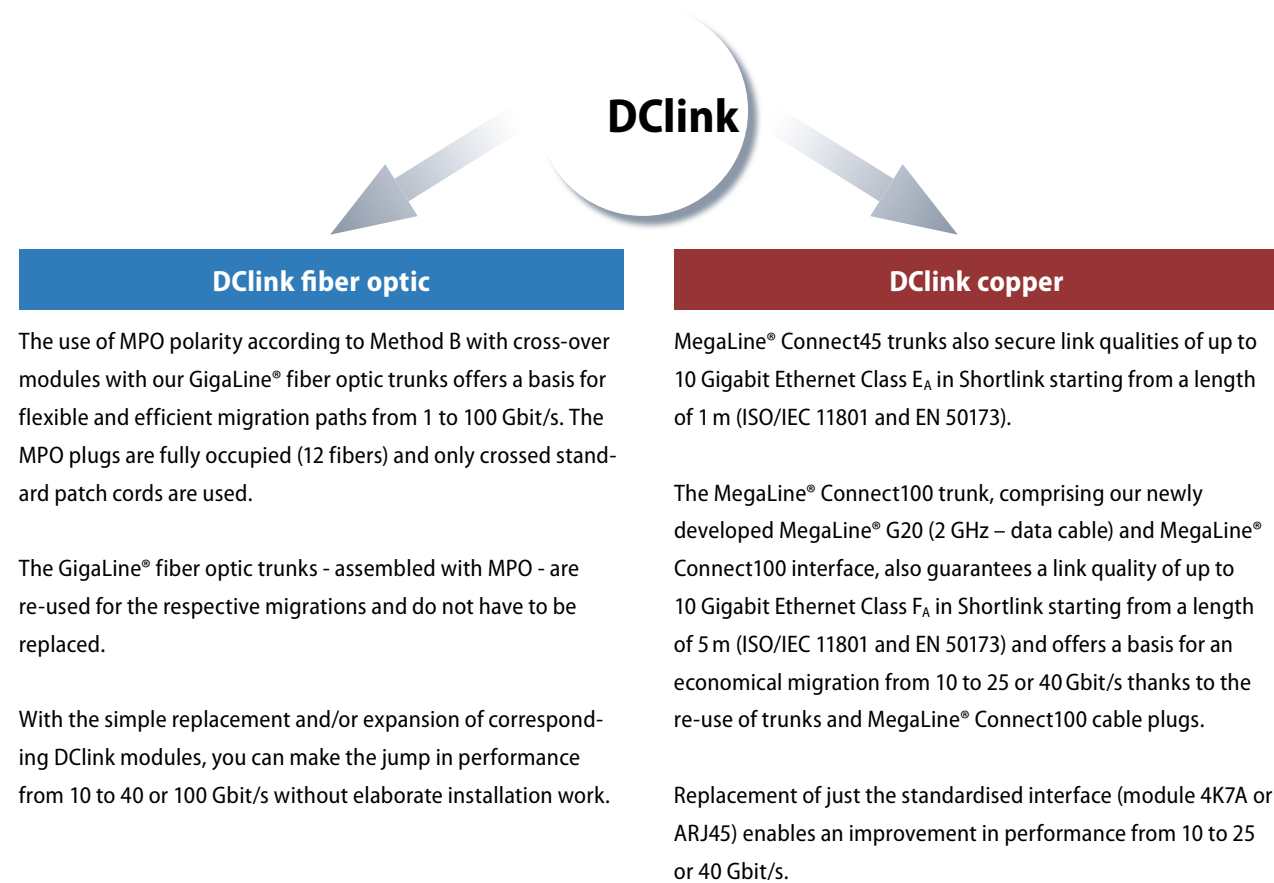 DClink
DClink fiber optic
The use of MPO polarity according to Method B with cross-over
modules with our GigaLine® fiber optic trunks offers a basis for
flexible and efficient migration paths from 1 to 100 Gbit/s. The
MPO plugs are fully occupied (12 fibers) and only crossed stand-
ard patch cords are used.
The GigaLine® fiber optic trunks - assembled with MPO - are
re-used for the respective migrations and do not have to be
replaced.
With the simple replacement and/or expansion of correspond-
ing DClink modules, you can make the jump in performance
from 10 to 40 or 100 Gbit/s without elaborate installation work.
DClink copper
MegaLine® Connect45 trunks also secure link qualities of up to
10 Gigabit Ethernet Class EA in Shortlink starting from a length
of 1 m (ISO/IEC 11801 and EN 50173).
The MegaLine® Connect100 trunk, comprising our newly
developed MegaLine® G20 (2 GHz – data cable) and MegaLine®
Connect100 interface, also guarantees a link quality of up to
10 Gigabit Ethernet Class FA in Shortlink starting from a length
of 5 m (ISO/IEC 11801 and EN 50173) and offers a basis for an
economical migration from 10 to 25 or 40 Gbit/s thanks to the
re-use of trunks and MegaLine® Connect100 cable plugs.
Replacement of just the standardised interface (module 4K7A or
ARJ45) enables an improvement in performance from 10 to 25
or 40 Gbit/s.